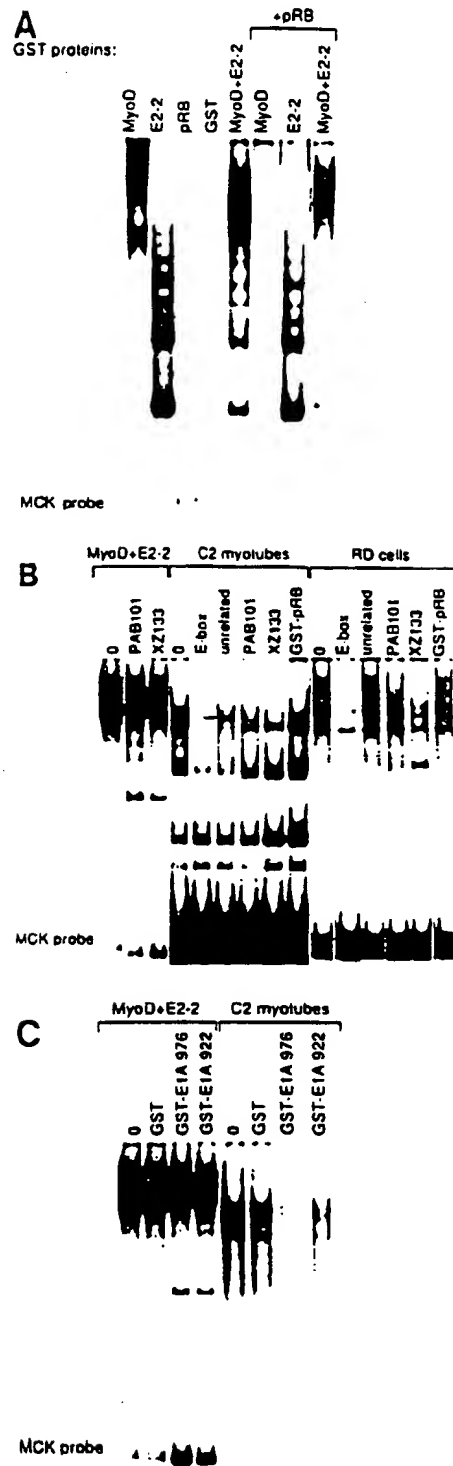 A
+pRB
GST proteins:
MyoD
E2-2
pRB
GST
MyoD+E2-2
MyoD
E2-2
MyoD+E2-2
MCK probe
B
MyoD+E2-2
C2 myotubes
RD cells
0
PAB101
XZ133
0
E-box
unrelated
PAB101
XZ133
GST-pRB
0
E-box
unrelated
PAB101
XZ133
GST-pRB
MCK probe
C
MyoD+E2-2
C2 myotubes
0
GST
GST-E1A 976
GST-E1A 922
0
GST
GST-E1A 976
GST-E1A 922
MCK probe